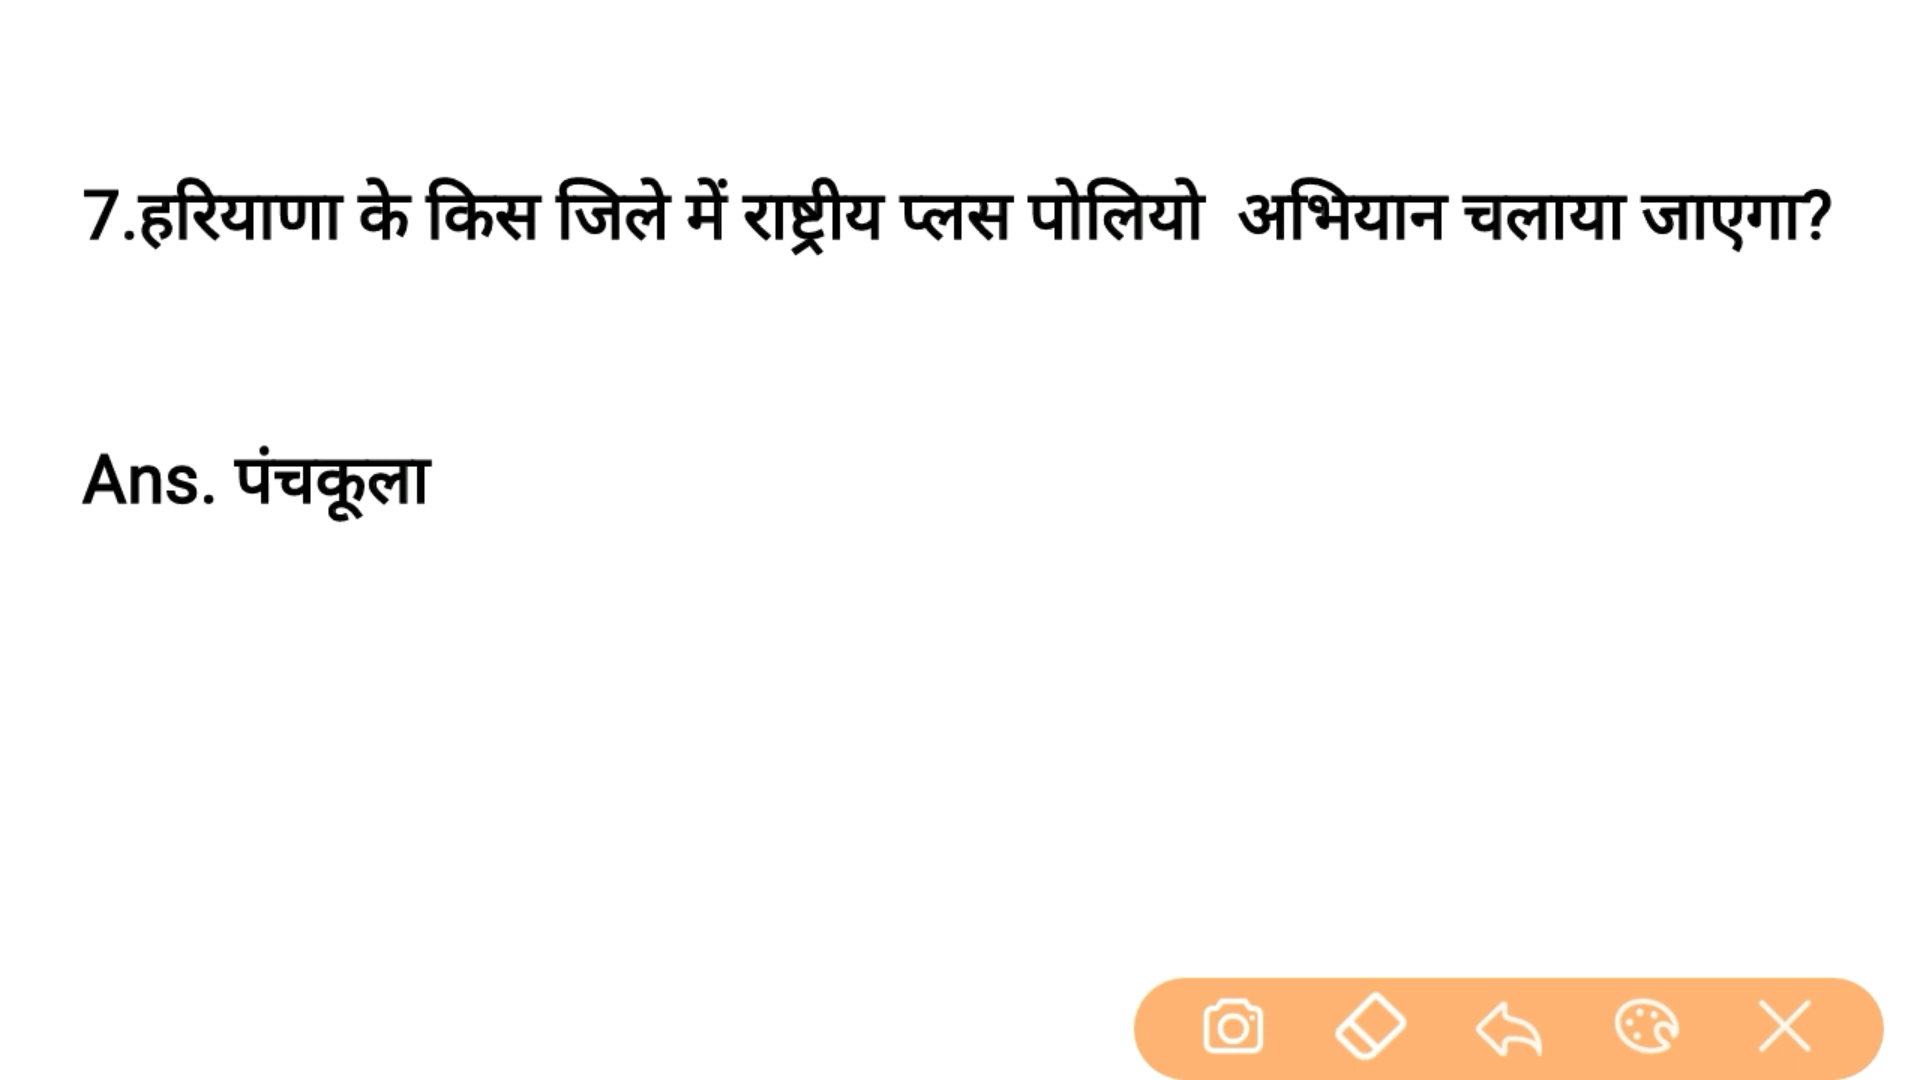 7.हरियाणा के किस जिले में राष्ट्रीय प्लस पोलियो  अभियान चलाया जाएगा?
Ans. पंचकूला